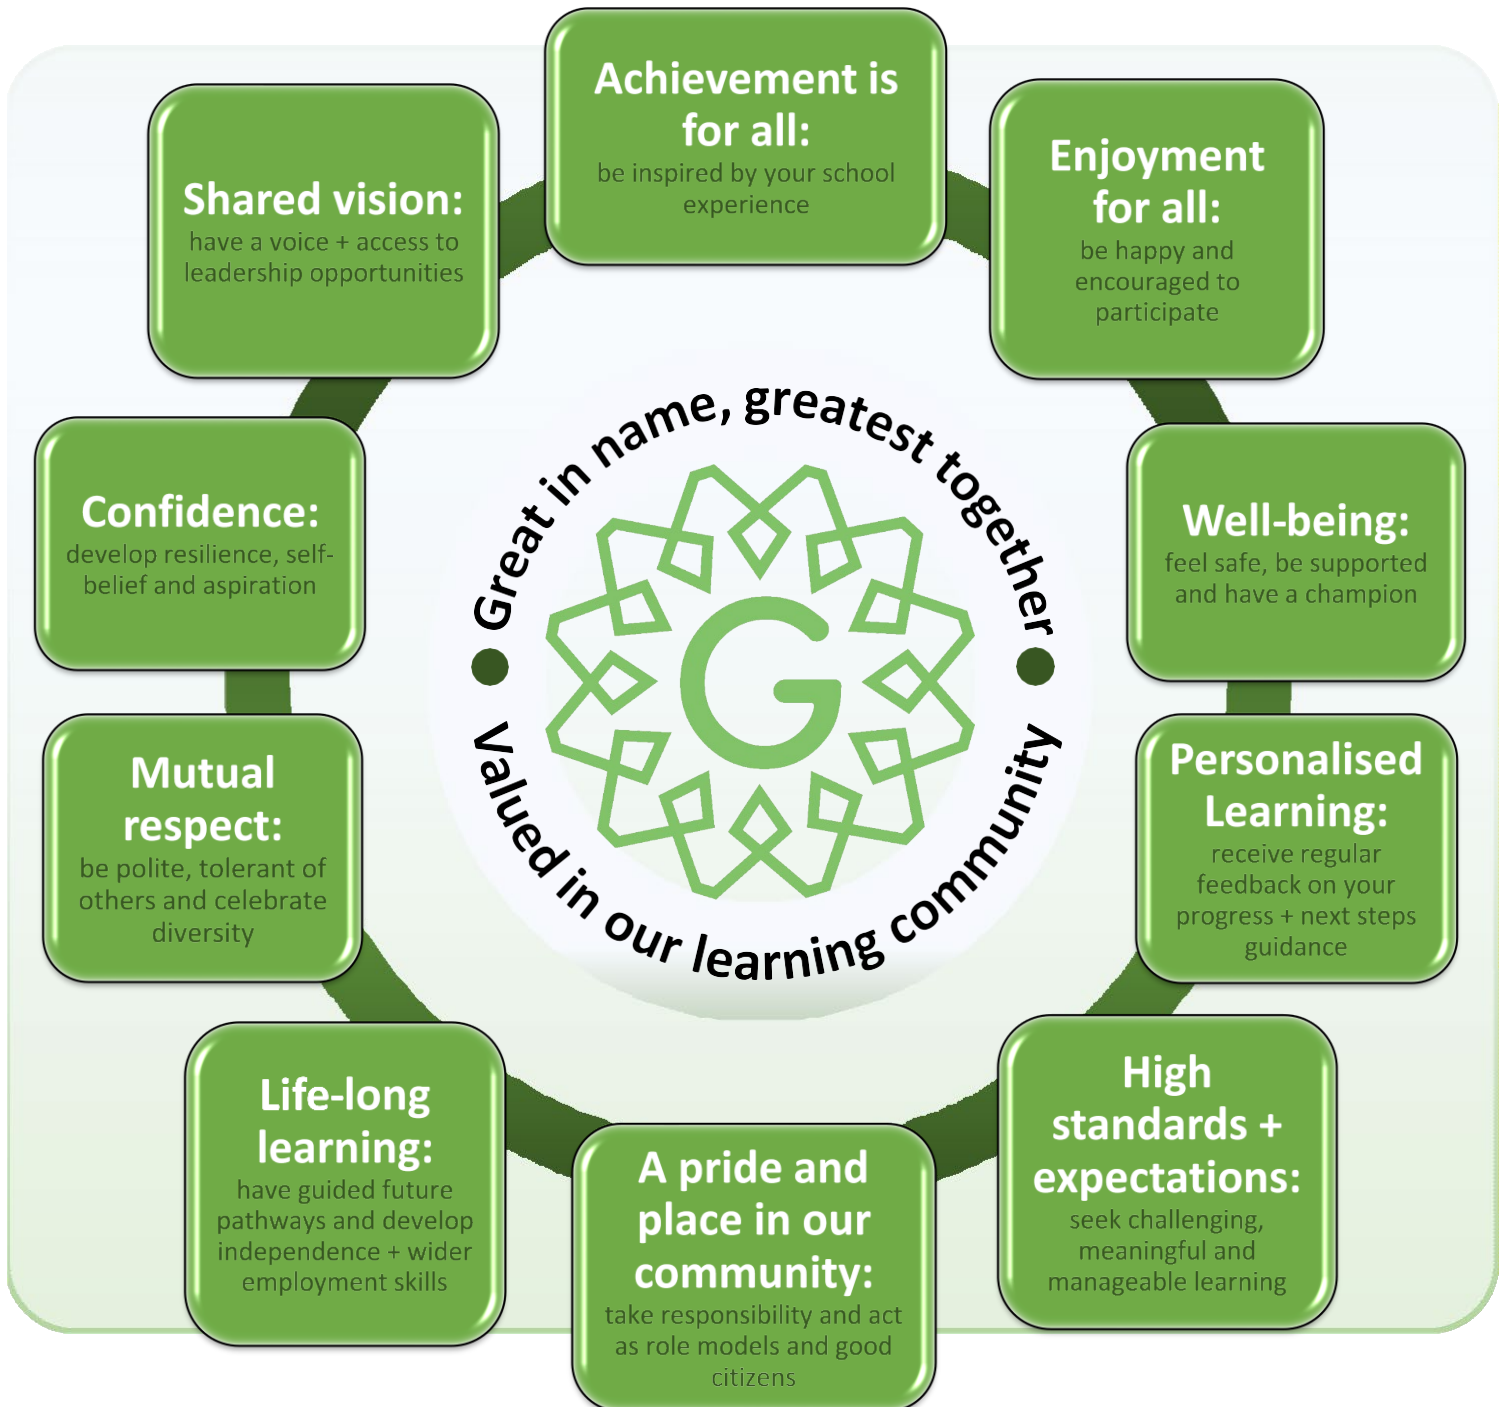 Achievement is
for all:
be inspired by your school
experience
Enjoyment
for all:
be happy and
encouraged to
participate
Well-being:
feel safe, be supported
and have a champion
Personalised
Learning:
receive regular
feedback on your
progress + next steps
guidance
High
standards +
expectations:
seek challenging,
meaningful and
manageable learning
A pride and
place in our
community:
take responsibility and act
as role models and good
citizens
Life-long
learning:
have guided future
pathways and develop
independence + wider
employment skills
Mutual
respect:
be polite, tolerant of
others and celebrate
diversity
Confidence:
develop resilience, self-
belief and aspiration
Shared vision:
have a voice + access to
leadership opportunities
Great in name, greatest together
G
Valued in our learning community